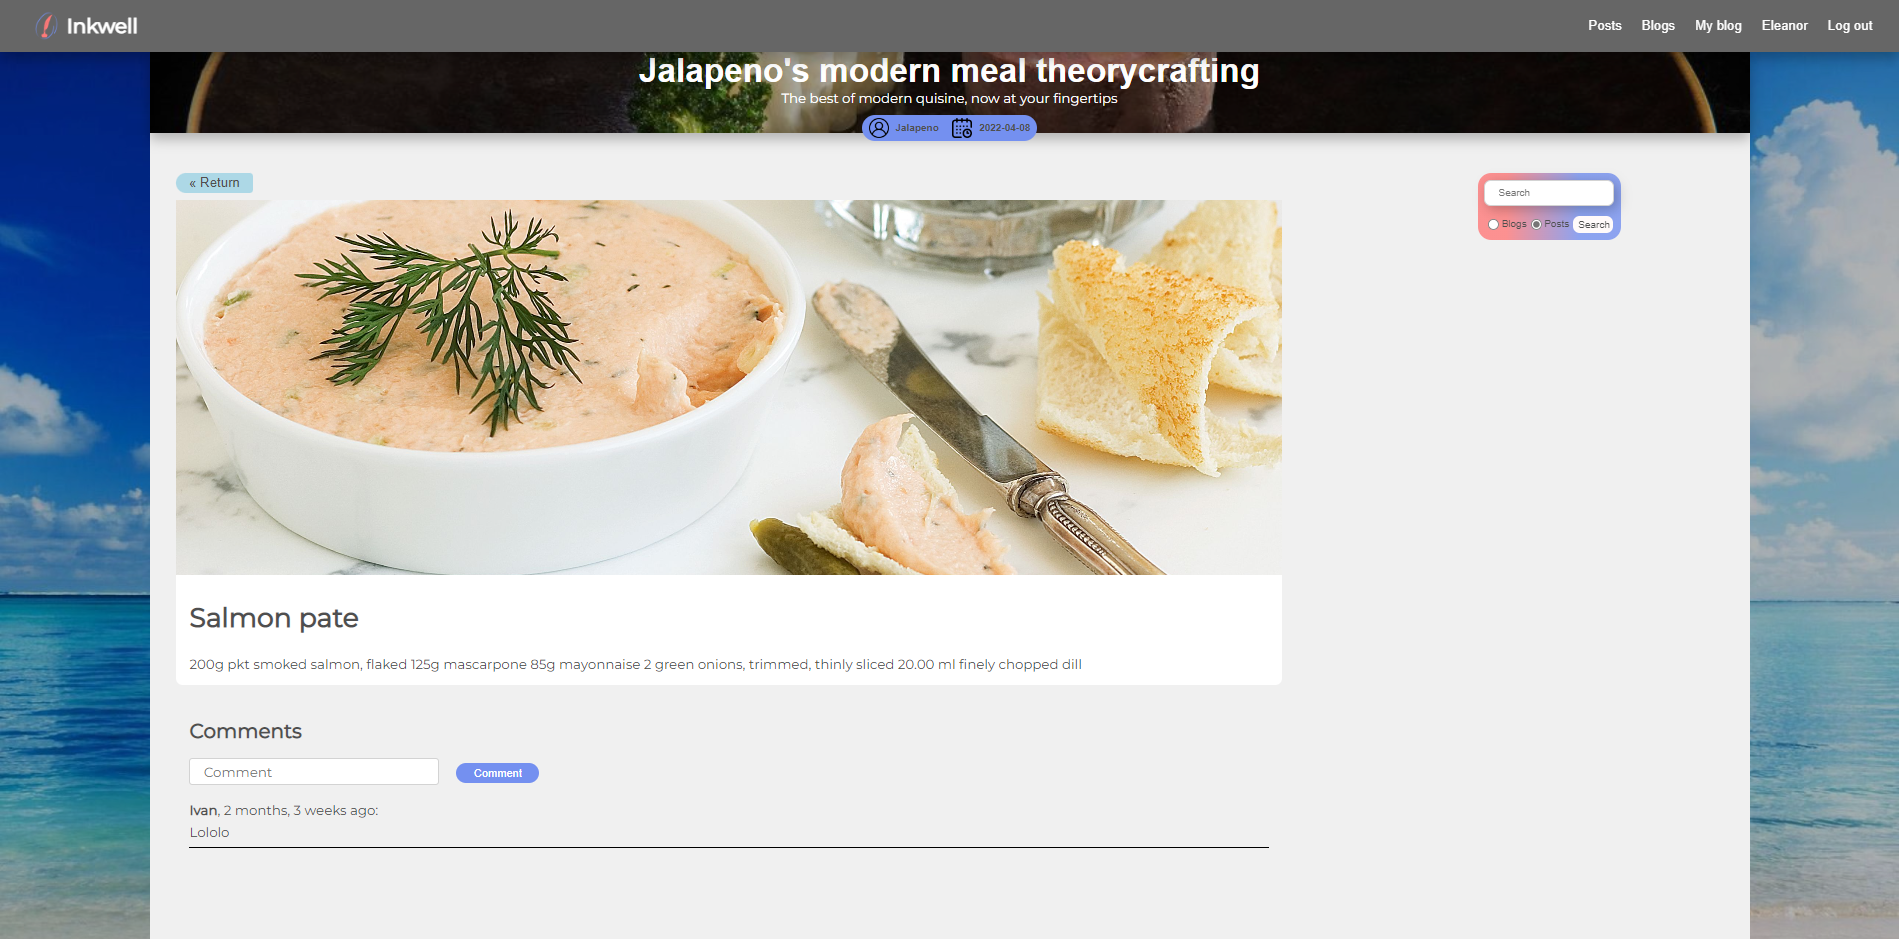 Inkwell
Posts Blogs My blog Eleanor Log out
Jalapeno's modern meal theorycrafting
The best of modern quisine, now at your fingertips
Jalapeno 2022-04-08
« Return
Search
Blogs Posts Search
Salmon pate
200g pkt smoked salmon, flaked 125g mascarpone 85g mayonnaise 2 green onions, trimmed, thinly sliced 20.00 ml finely chopped dill
Comments
Comment Comment
Ivan, 2 months, 3 weeks ago:
Lololo